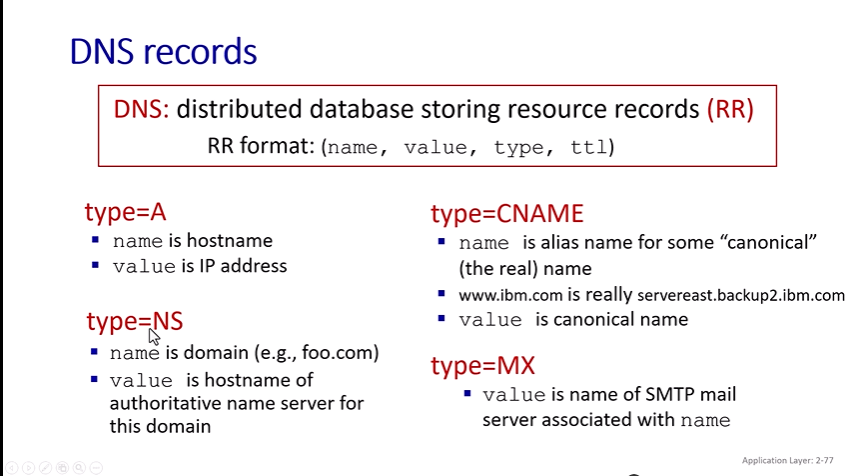 DNS records
DNS: distributed database storing resource records (RR)
RR format: (name, value, type, ttl)
type=A
name is hostname
value is IP address
type=NS
name is domain (e.g., foo.com)
value is hostname of
authoritative name server for
this domain
type=CNAME
name is alias name for some “canonical”
(the real) name
www.ibm.com is really servereast.backup2.ibm.com
value is canonical name
type=MX
value is name of SMTP mail
server associated with name
Application Layer: 2-77